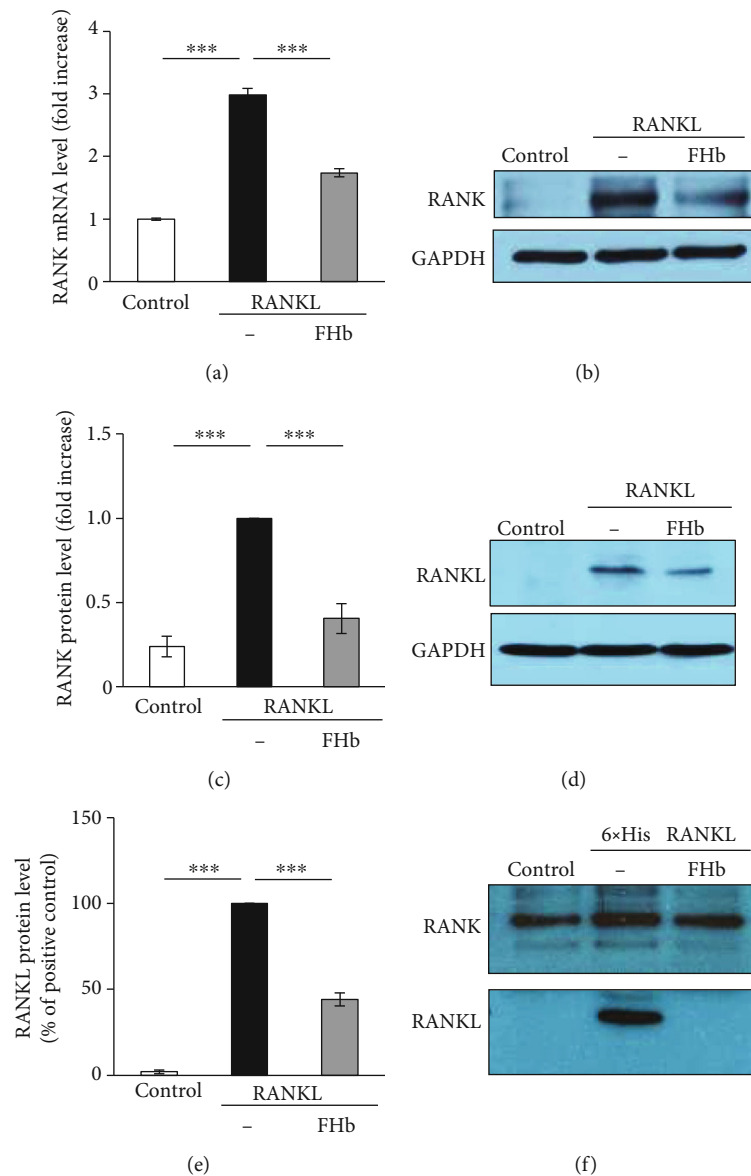 RANK mRNA level (fold increase)
4
3
2
1
0
***
***
Control
RANKL
–
FHb
(a)
RANKL
Control
–
FHb
RANK
GAPDH
(b)
RANK protein level (fold increase)
1.5
1.0
0.5
0
***
***
Control
RANKL
–
FHb
(c)
RANKL
Control
–
FHb
RANKL
GAPDH
(d)
RANKL protein level
(% of positive control)
150
100
50
0
***
***
Control
RANKL
–
FHb
(e)
6×His RANKL
Control
–
FHb
RANK
RANKL
(f)